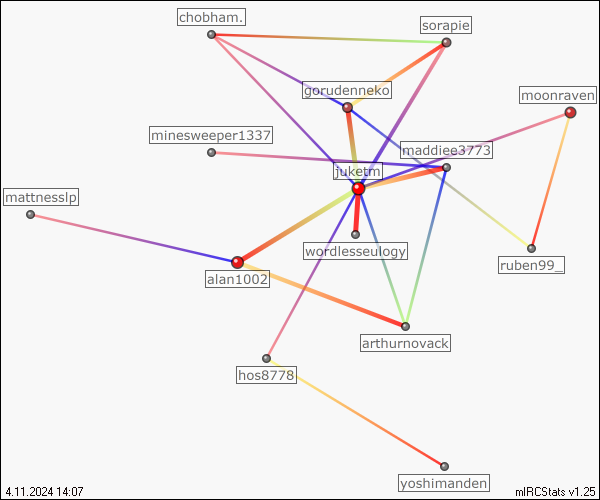 chobham.
sorapie
gorudenneko
moonraven
minesweeper1337
maddiee3773
juketm
mattnesslp
wordlesseulogy
ruben99_
alan1002
arthurnovack
hos8778
yoshimanden
4.11.2024 14:07
mIRCStats v1.25